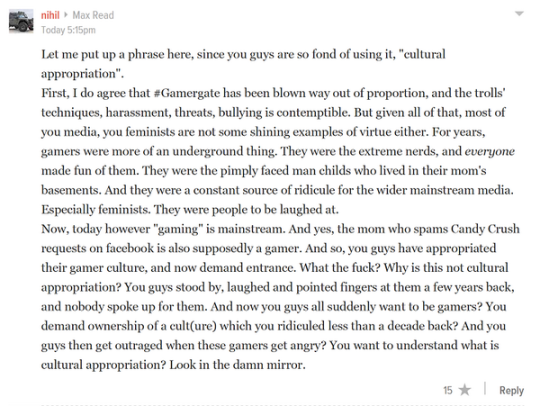 nihil ▸ Max Read
Today 5:15pm
Let me put up a phrase here, since you guys are so fond of using it, "cultural
appropriation".
First, I do agree that #Gamergate has been blown way out of proportion, and the trolls'
techniques, harassment, threats, bullying is contemptible. But given all of that, most of
you media, you feminists are not some shining examples of virtue either. For years,
gamers were more of an underground thing. They were the extreme nerds, and everyone
made fun of them. They were the pimply faced man childs who lived in their mom's
basements. And they were a constant source of ridicule for the wider mainstream media.
Especially feminists. They were people to be laughed at.
Now, today however "gaming" is mainstream. And yes, the mom who spams Candy Crush
requests on facebook is also supposedly a gamer. And so, you guys have appropriated
their gamer culture, and now demand entrance. What the fuck? Why is this not cultural
appropriation? You guys stood by, laughed and pointed fingers at them a few years back,
and nobody spoke up for them. And now you guys all suddenly want to be gamers? You
demand ownership of a cult(ure) which you ridiculed less than a decade back? And you
guys then get outraged when these gamers get angry? You want to understand what is
cultural appropriation? Look in the damn mirror.
15 ★ | Reply